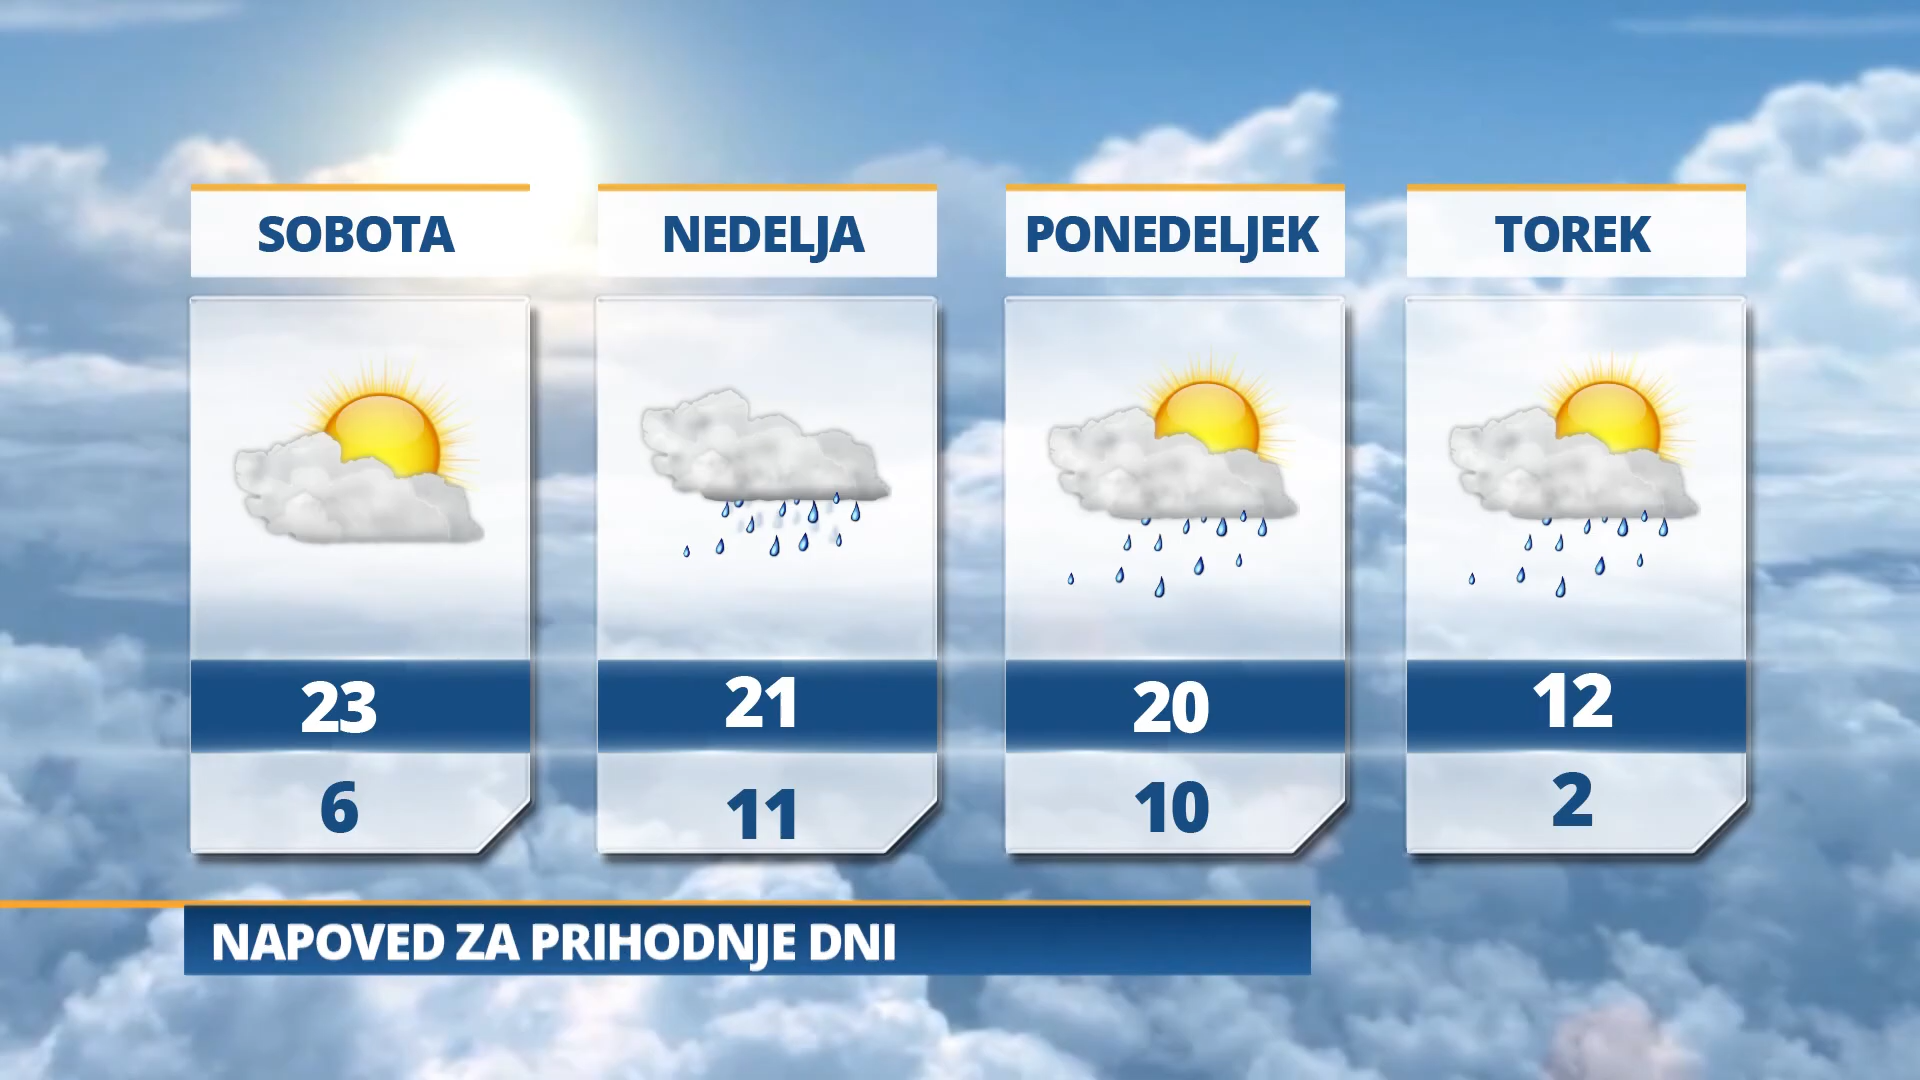 SOBOTA
NEDELJA
PONEDELJEK
TOREK
23
21
20
12
6
11
10
2
NAPOVED ZA PRIHODNJE DNI